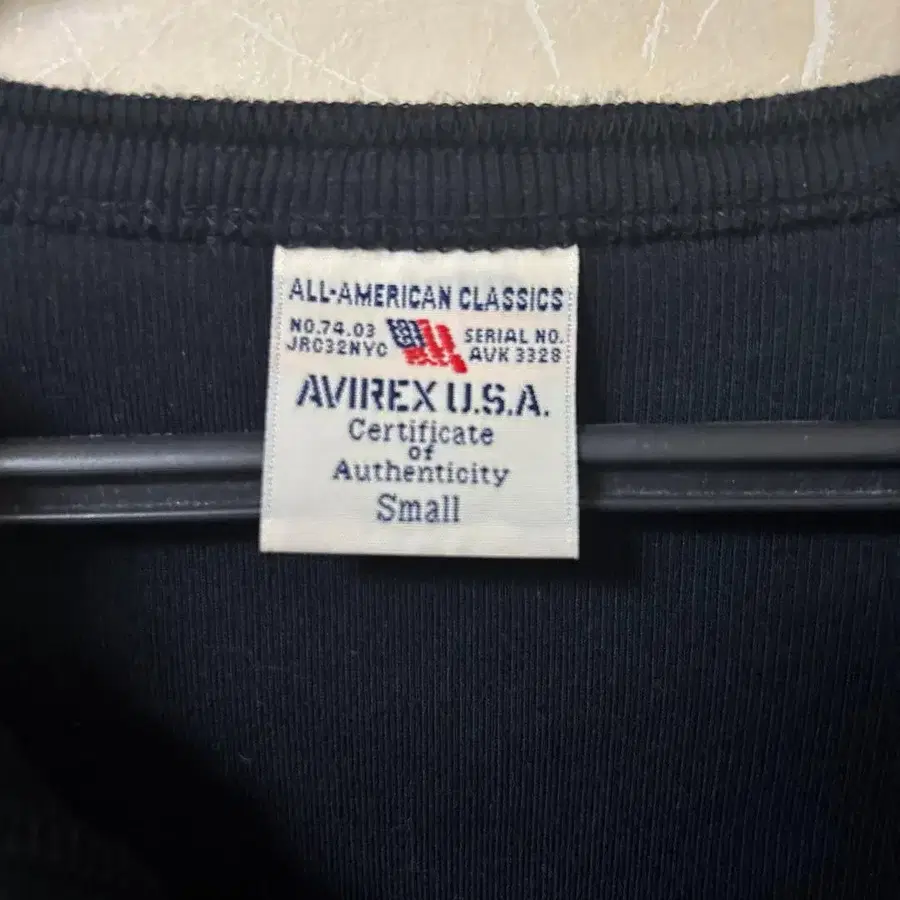 ALL-AMERICAN CLASSICS
NO.74.03 SERIAL NO.
JRC32NYC AVK 3328
AVIREX U.S.A.
Certificate
of
Authenticity
Small